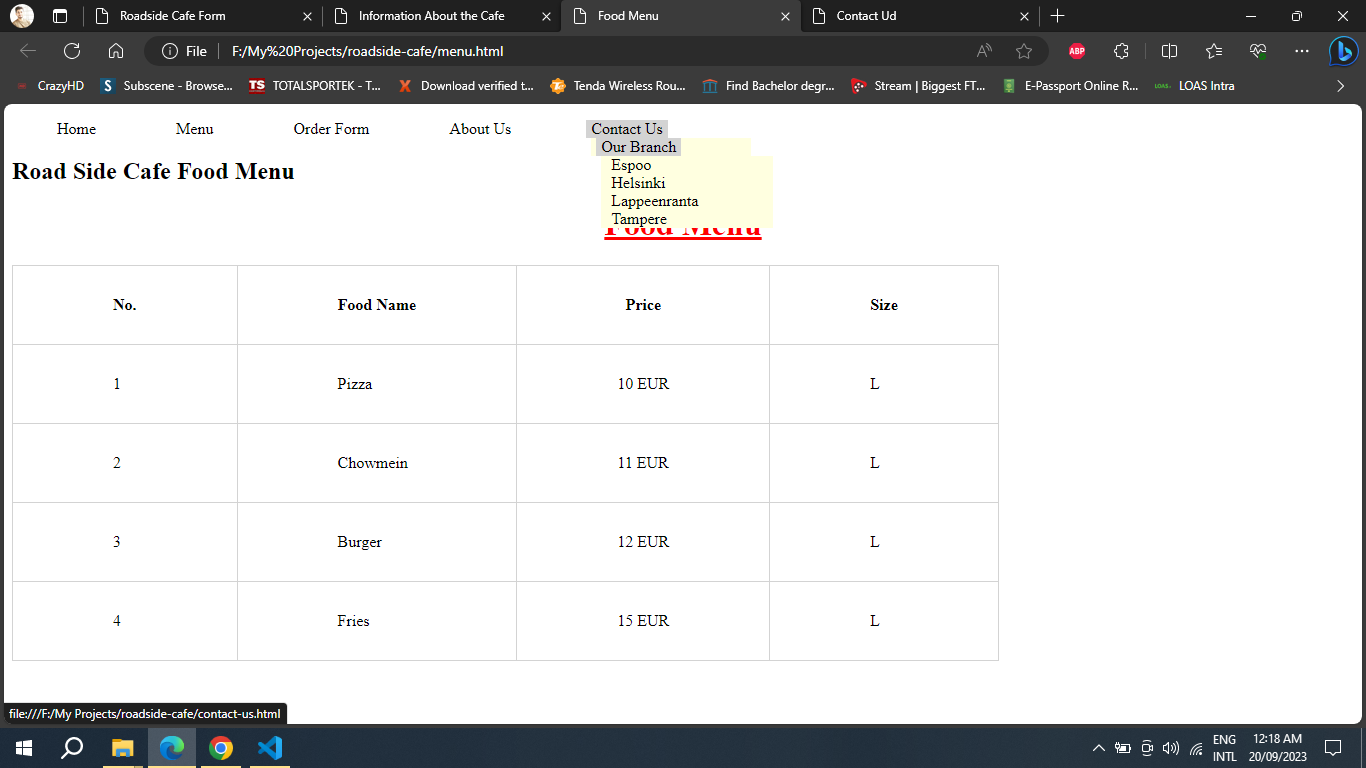 Roadside Cafe Form
Information About the Cafe
Food Menu
Contact Ud
File
F:/My%20Projects/roadside-cafe/menu.html
A
ABP
CrazyHD
S Subscene - Browse...
TS TOTALSPORTEK - T...
X Download verified t...
Tenda Wireless Rou...
Find Bachelor degr...
Stream | Biggest FT...
E-Passport Online R...
LOAS LOAS Intra
Home
Menu
Order Form
About Us
Contact Us
Our Branch
Espoo
Helsinki
Lappeenranta
Tampere
Road Side Cafe Food Menu
Food Menu
No. Food Name Price Size
1 Pizza 10 EUR L
2 Chowmein 11 EUR L
3 Burger 12 EUR L
4 Fries 15 EUR L
file:///F:/My Projects/roadside-cafe/contact-us.html
ENG
INTL
12:18 AM
20/09/2023